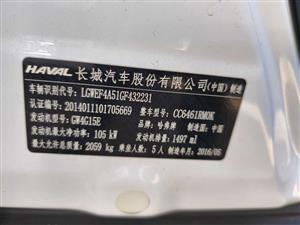 HAVAL 长城汽车股份有限公司(中国)制造
车辆识别代号: LGWEF4A51GF432231
认证编号: 2014011101705669 整车型号: CC6461RM0K
发动机型号: GW4G15E 品牌: 哈弗牌
发动机最大净功率: 105 kW 发动机排量: 1497 ml
最大允许总质量: 2059 kg 乘坐人数: 5 人 制造年月: 2016/05